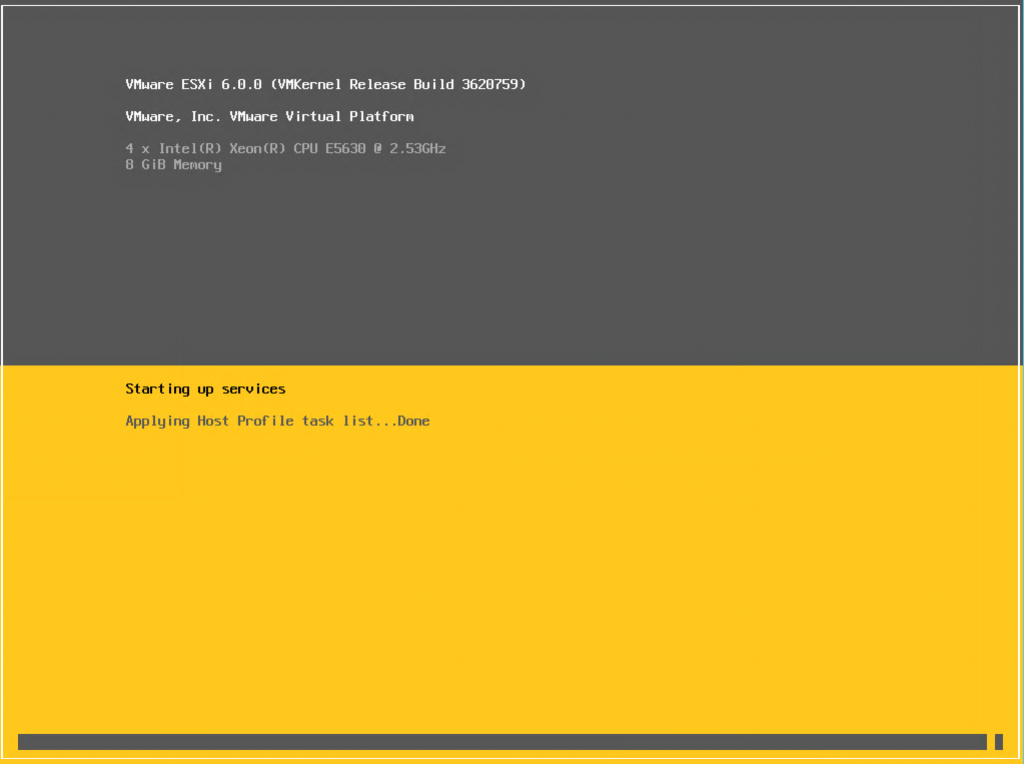 VMware ESXi 6.0.0 (VMKernel Release Build 3620759)
VMware, Inc. VMware Virtual Platform
4 x Intel(R) Xeon(R) CPU E5630 @ 2.53GHz
8 GiB Memory
Starting up services
Applying Host Profile task list...Done